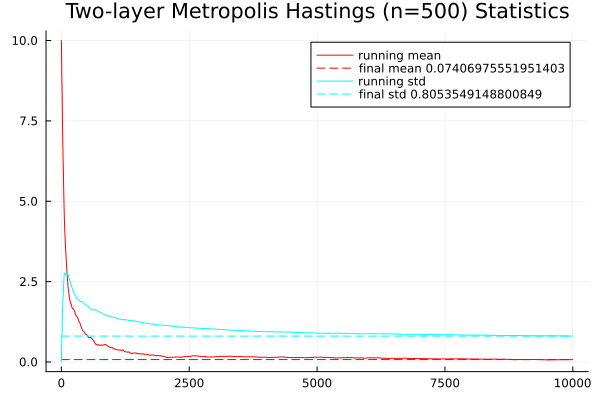 Two-layer Metropolis Hastings (n=500) Statistics
running mean
final mean 0.07406975551951403
running std
final std 0.8053549148800849
10.0
7.5
5.0
2.5
0.0
0 2500 5000 7500 10000